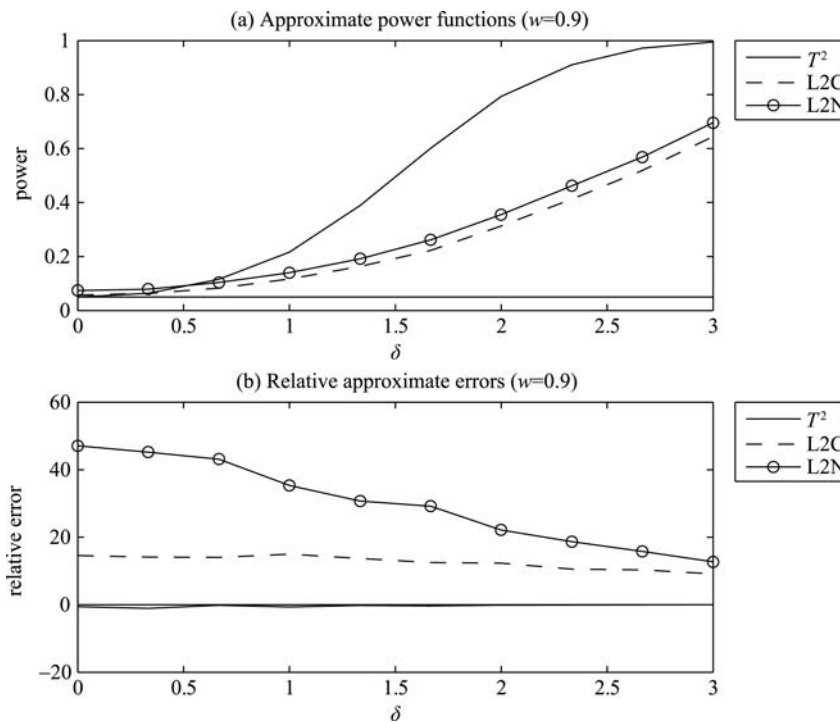 (a) Approximate power functions (w=0.9)
1
0.8
0.6
0.4
0.2
0
power
0 0.5 1 1.5 2 2.5 3
δ
T²
L2C
L2N
(b) Relative approximate errors (w=0.9)
60
40
20
0
−20
relative error
0 0.5 1 1.5 2 2.5 3
δ
T²
L2C
L2N